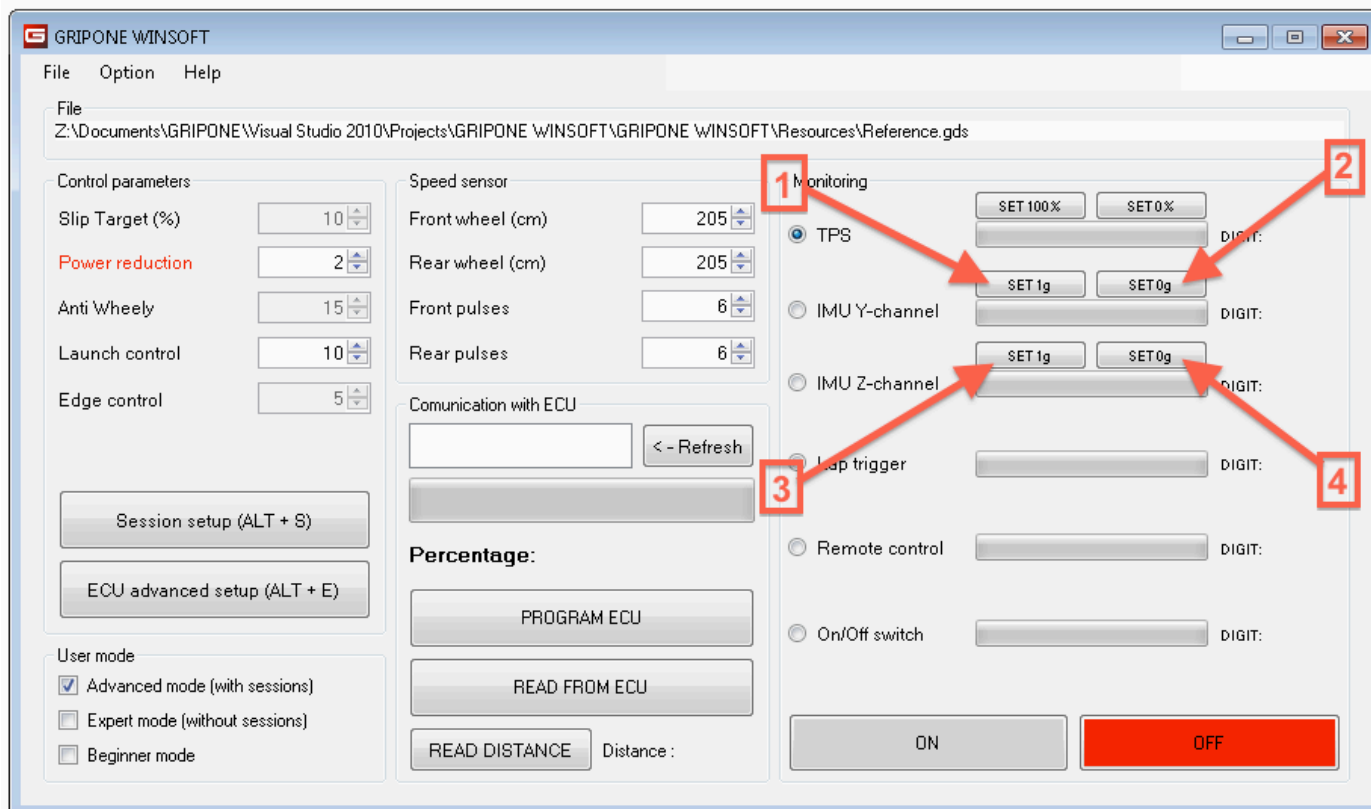 GRIPONE WINSOFT
File Option Help
File
Z:\Documents\GRIPONE\Visual Studio 2010\Projects\GRIPONE WINSOFT\GRIPONE WINSOFT\Resources\Reference.gds
Control parameters
Slip Target (%) 10
Power reduction 2
Anti Wheely 15
Launch control 10
Edge control 5
Session setup (ALT + S)
ECU advanced setup (ALT + E)
User mode
Advanced mode (with sessions)
Expert mode (without sessions)
Beginner mode
Speed sensor
Front wheel (cm) 205
Rear wheel (cm) 205
Front pulses 6
Rear pulses 6
Comunication with ECU
< - Refresh
Percentage:
PROGRAM ECU
READ FROM ECU
READ DISTANCE Distance :
1
2
Monitoring
SET 100% SET 0%
TPS DIGIT:
SET 1g SET 0g
IMU Y-channel DIGIT:
SET 1g SET 0g
IMU Z-channel DIGIT:
3
4
Lap trigger DIGIT:
Remote control DIGIT:
On/Off switch DIGIT:
ON OFF